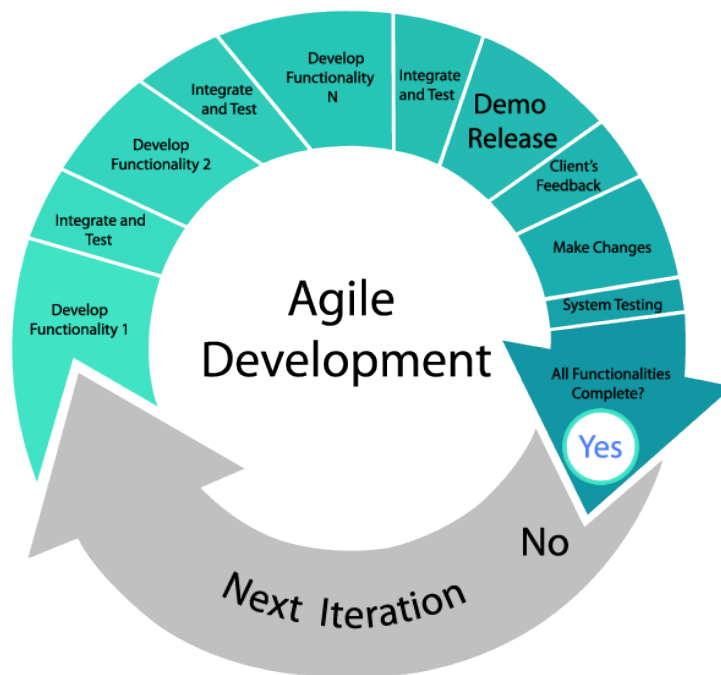 Develop
Functionality 1
Integrate and
Test
Develop
Functionality 2
Integrate
and Test
Develop
Functionality
N
Integrate
and Test
Demo
Release
Client's
Feedback
Make Changes
System Testing
All Functionalities
Complete?
Yes
No
Next Iteration
Agile
Development